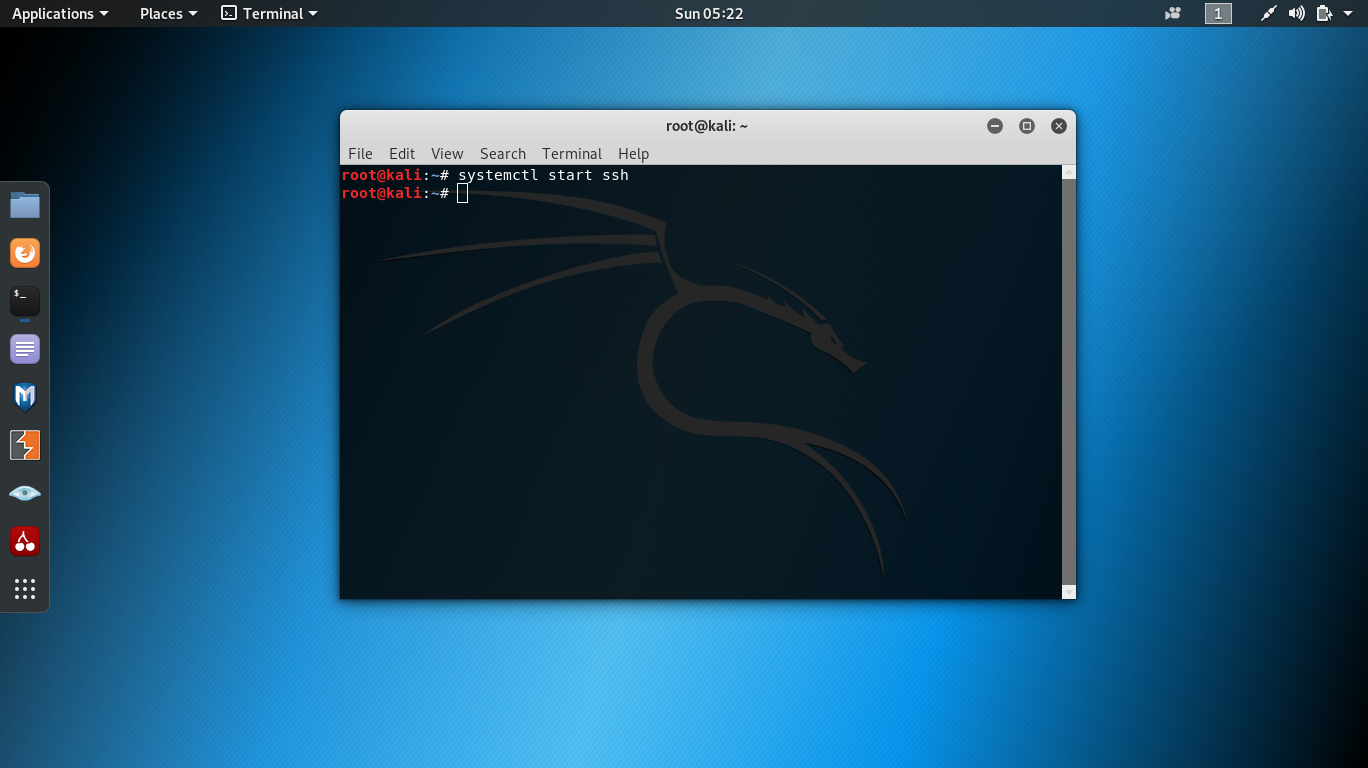 Applications Places Terminal Sun 05:22 1
root@kali: ~
File Edit View Search Terminal Help
root@kali:~# systemctl start ssh
root@kali:~#
$_